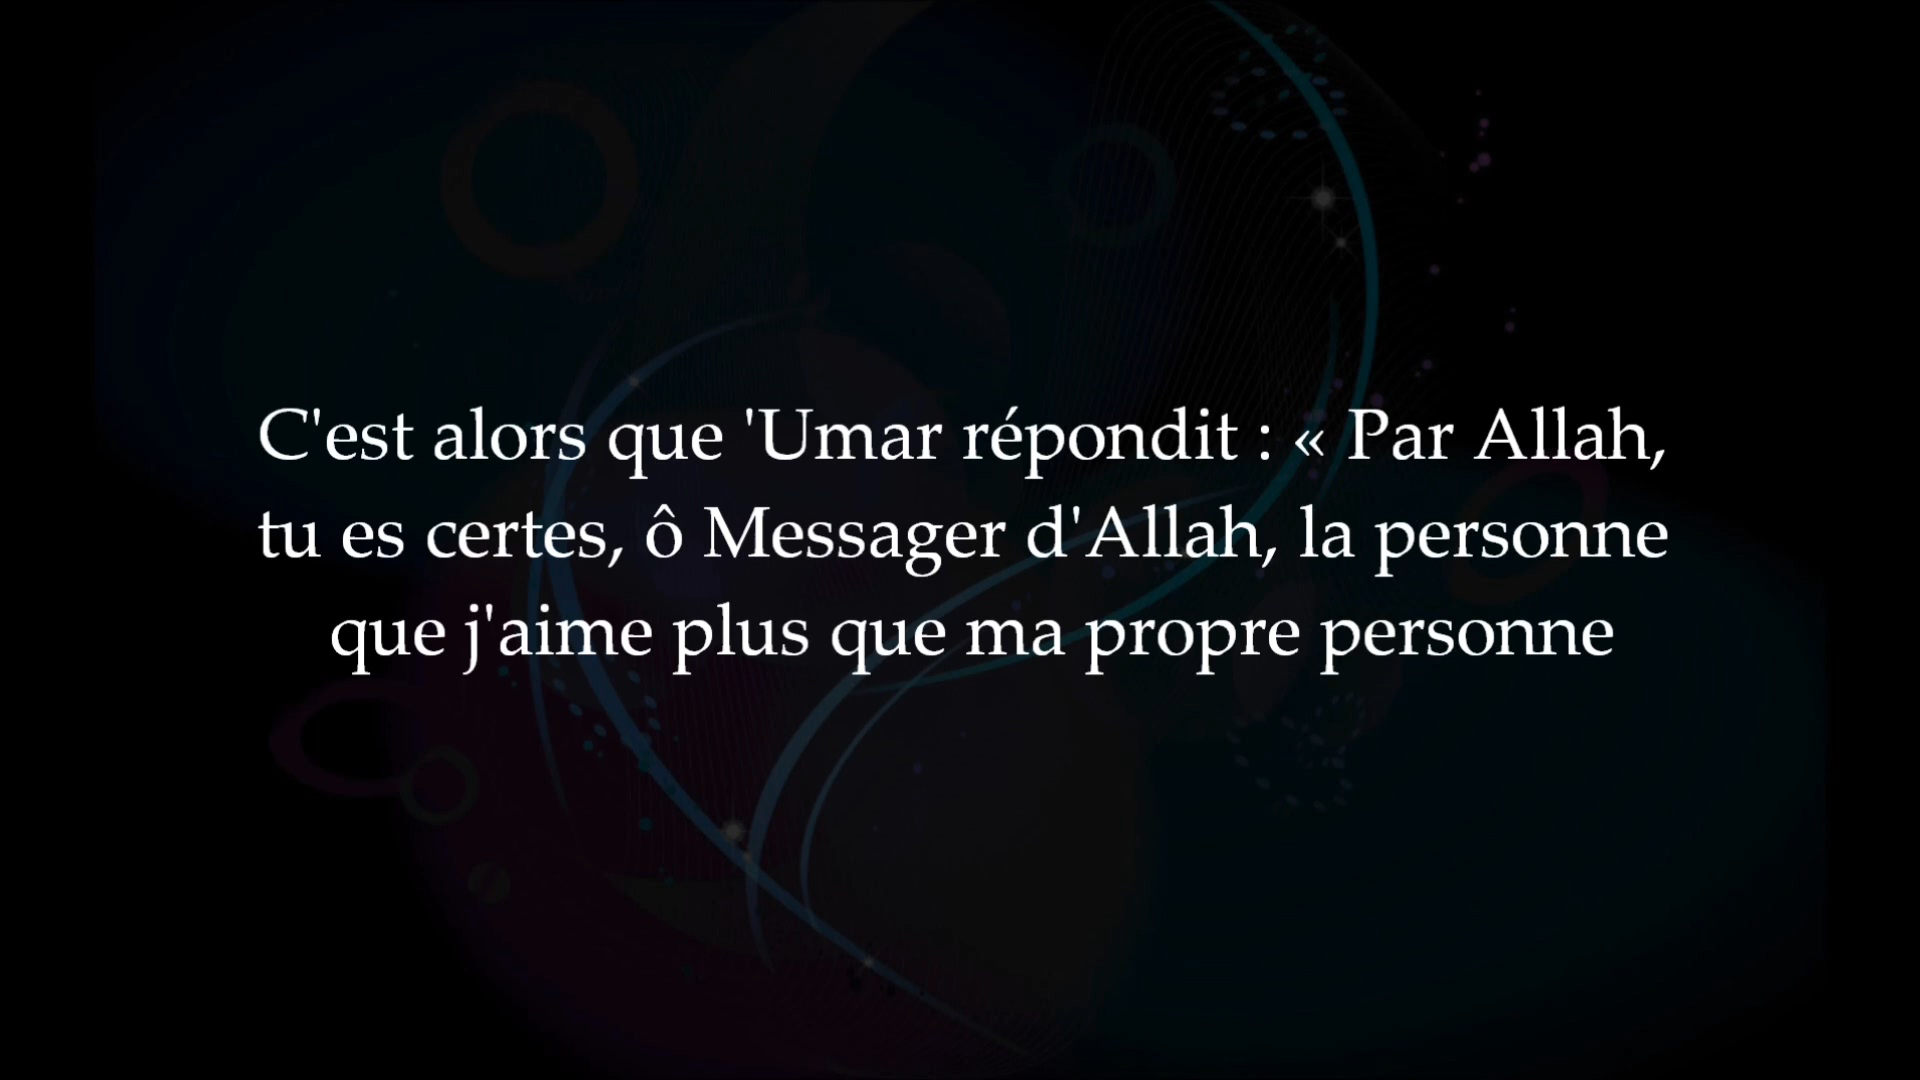 C'est alors que 'Umar répondit : « Par Allah,
tu es certes, ô Messager d'Allah, la personne
que j'aime plus que ma propre personne